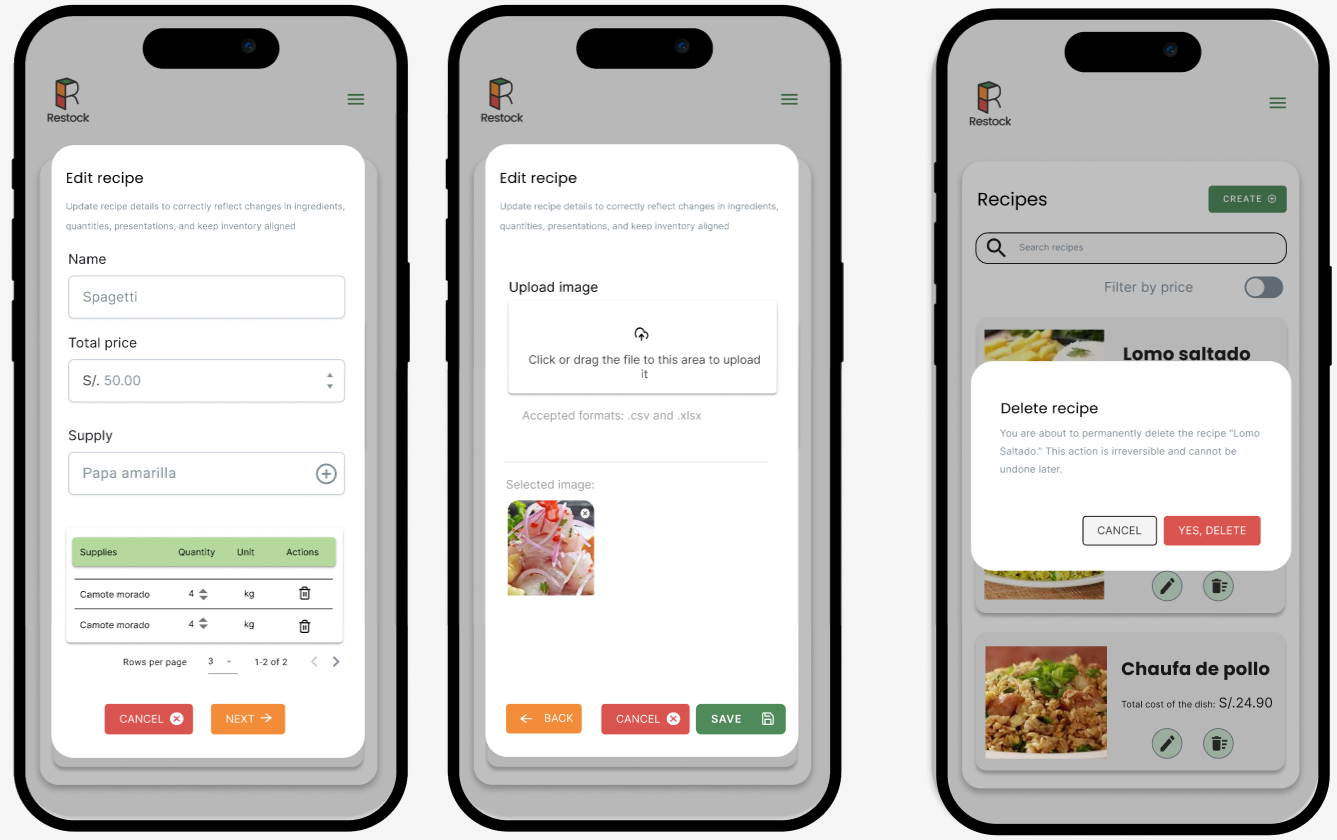 Restock
Edit recipe
Update recipe details to correctly reflect changes in ingredients,
quantities, presentations, and keep inventory aligned
Name
Spagetti
Total price
S/. 50.00
Supply
Papa amarilla
Supplies Quantity Unit Actions
Camote morado 4 kg
Camote morado 4 kg
Rows per page 3 1-2 of 2
CANCEL NEXT
Restock
Edit recipe
Update recipe details to correctly reflect changes in ingredients,
quantities, presentations, and keep inventory aligned
Upload image
Click or drag the file to this area to upload
it
Accepted formats: .csv and .xlsx
Selected image:
BACK CANCEL SAVE
Restock
Recipes CREATE
Search recipes
Filter by price
Lomo saltado
Delete recipe
You are about to permanently delete the recipe "Lomo
Saltado." This action is irreversible and cannot be
undone later.
CANCEL YES, DELETE
Chaufa de pollo
Total cost of the dish: S/.24.90